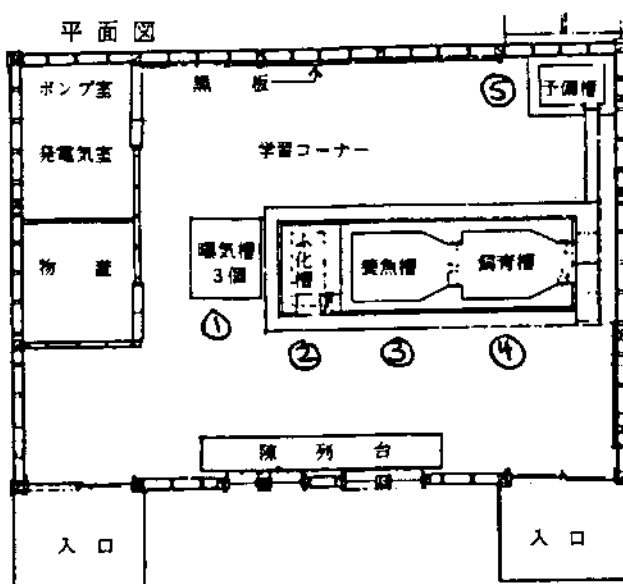 平面図
ポンプ室
黒板
⑤
予備槽
発電気室
学習コーナー
物置
曝気槽
3個
ふ化槽
養魚槽
飼育槽
①
②
③
④
陳列台
入口
入口